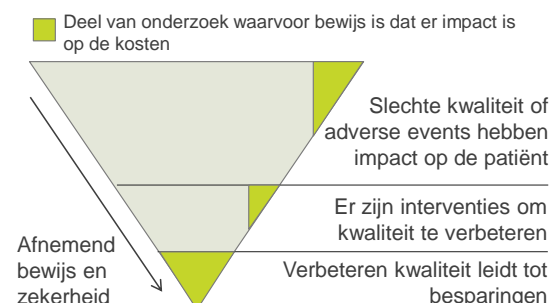 Deel van onderzoek waarvoor bewijs is dat er impact is
op de kosten
Slechte kwaliteit of
adverse events hebben
impact op de patiënt
Er zijn interventies om
kwaliteit te verbeteren
Afnemend
bewijs en
zekerheid
Verbeteren kwaliteit leidt tot
besparingen